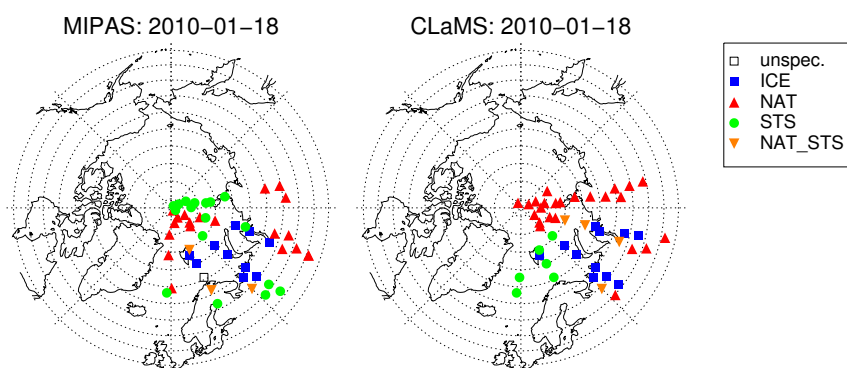 MIPAS: 2010−01−18
CLaMS: 2010−01−18
unspec.
ICE
NAT
STS
NAT_STS